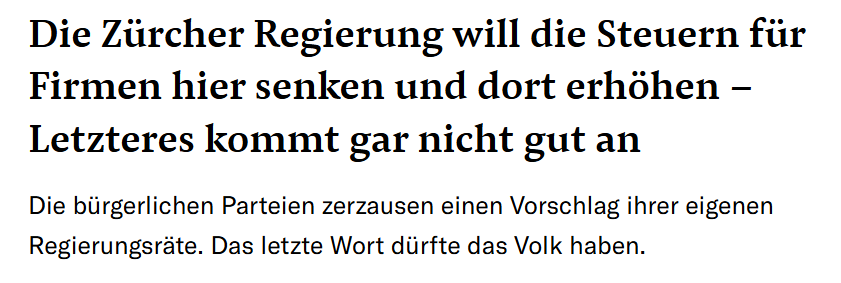 Die Zürcher Regierung will die Steuern für
Firmen hier senken und dort erhöhen –
Letzteres kommt gar nicht gut an
Die bürgerlichen Parteien zerzausen einen Vorschlag ihrer eigenen
Regierungsräte. Das letzte Wort dürfte das Volk haben.